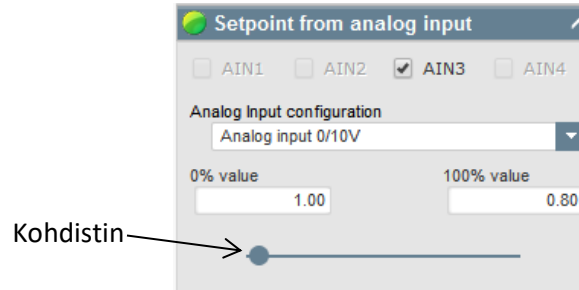 Setpoint from analog input
AIN1 AIN2 AIN3 AIN4
Analog Input configuration
Analog input 0/10V
0% value 100% value
1.00 0.80
Kohdistin